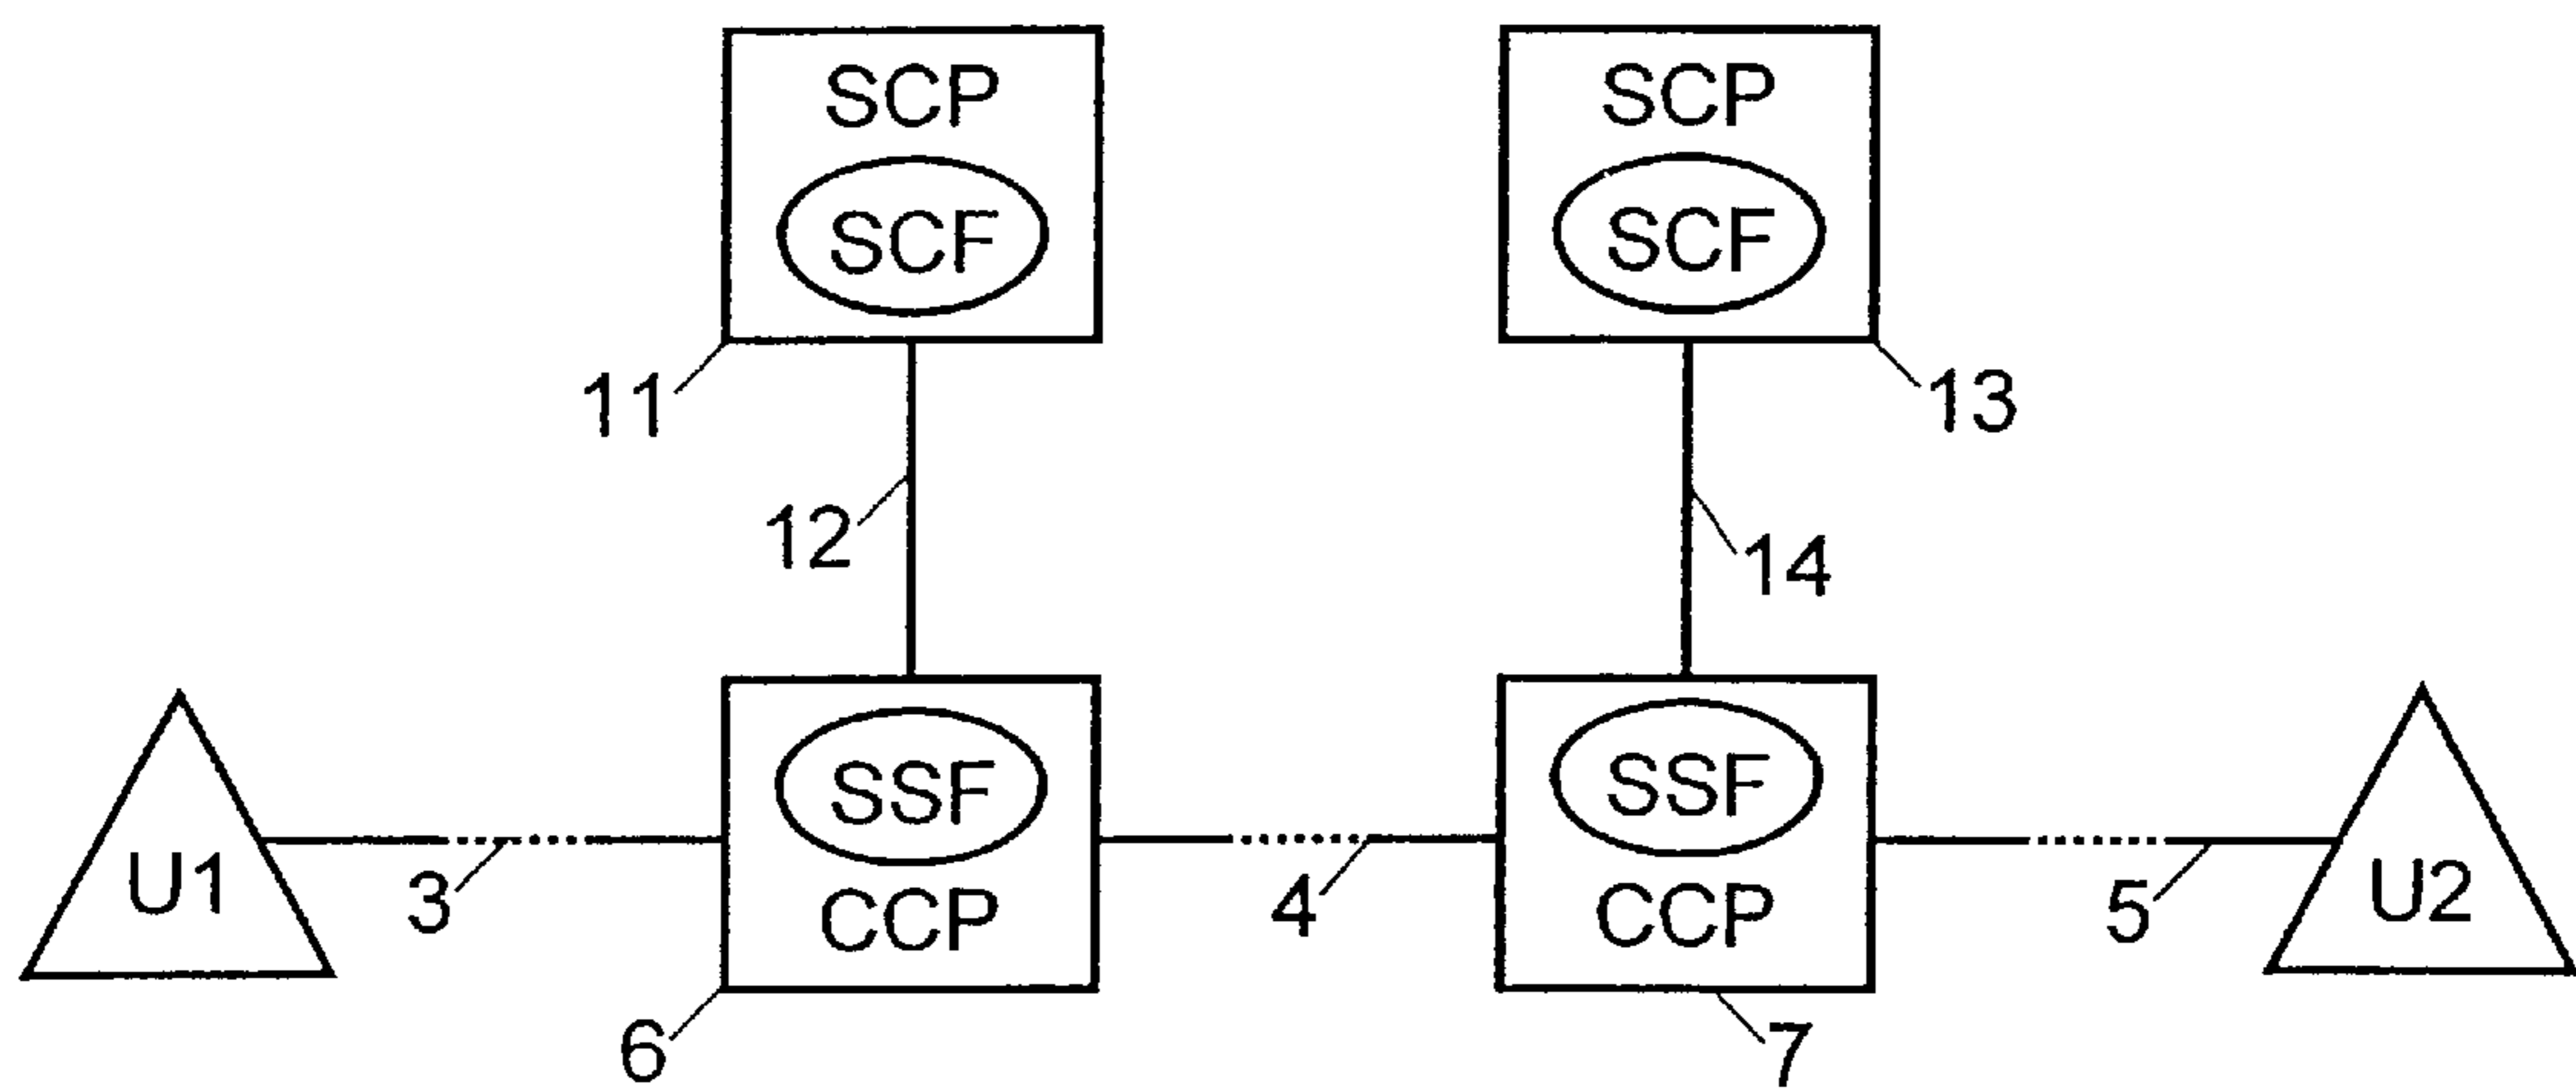 SCP SCP
SCF SCF
11 13
12 14
SSF SSF
U1 3 CCP 4 CCP 5 U2
6 7